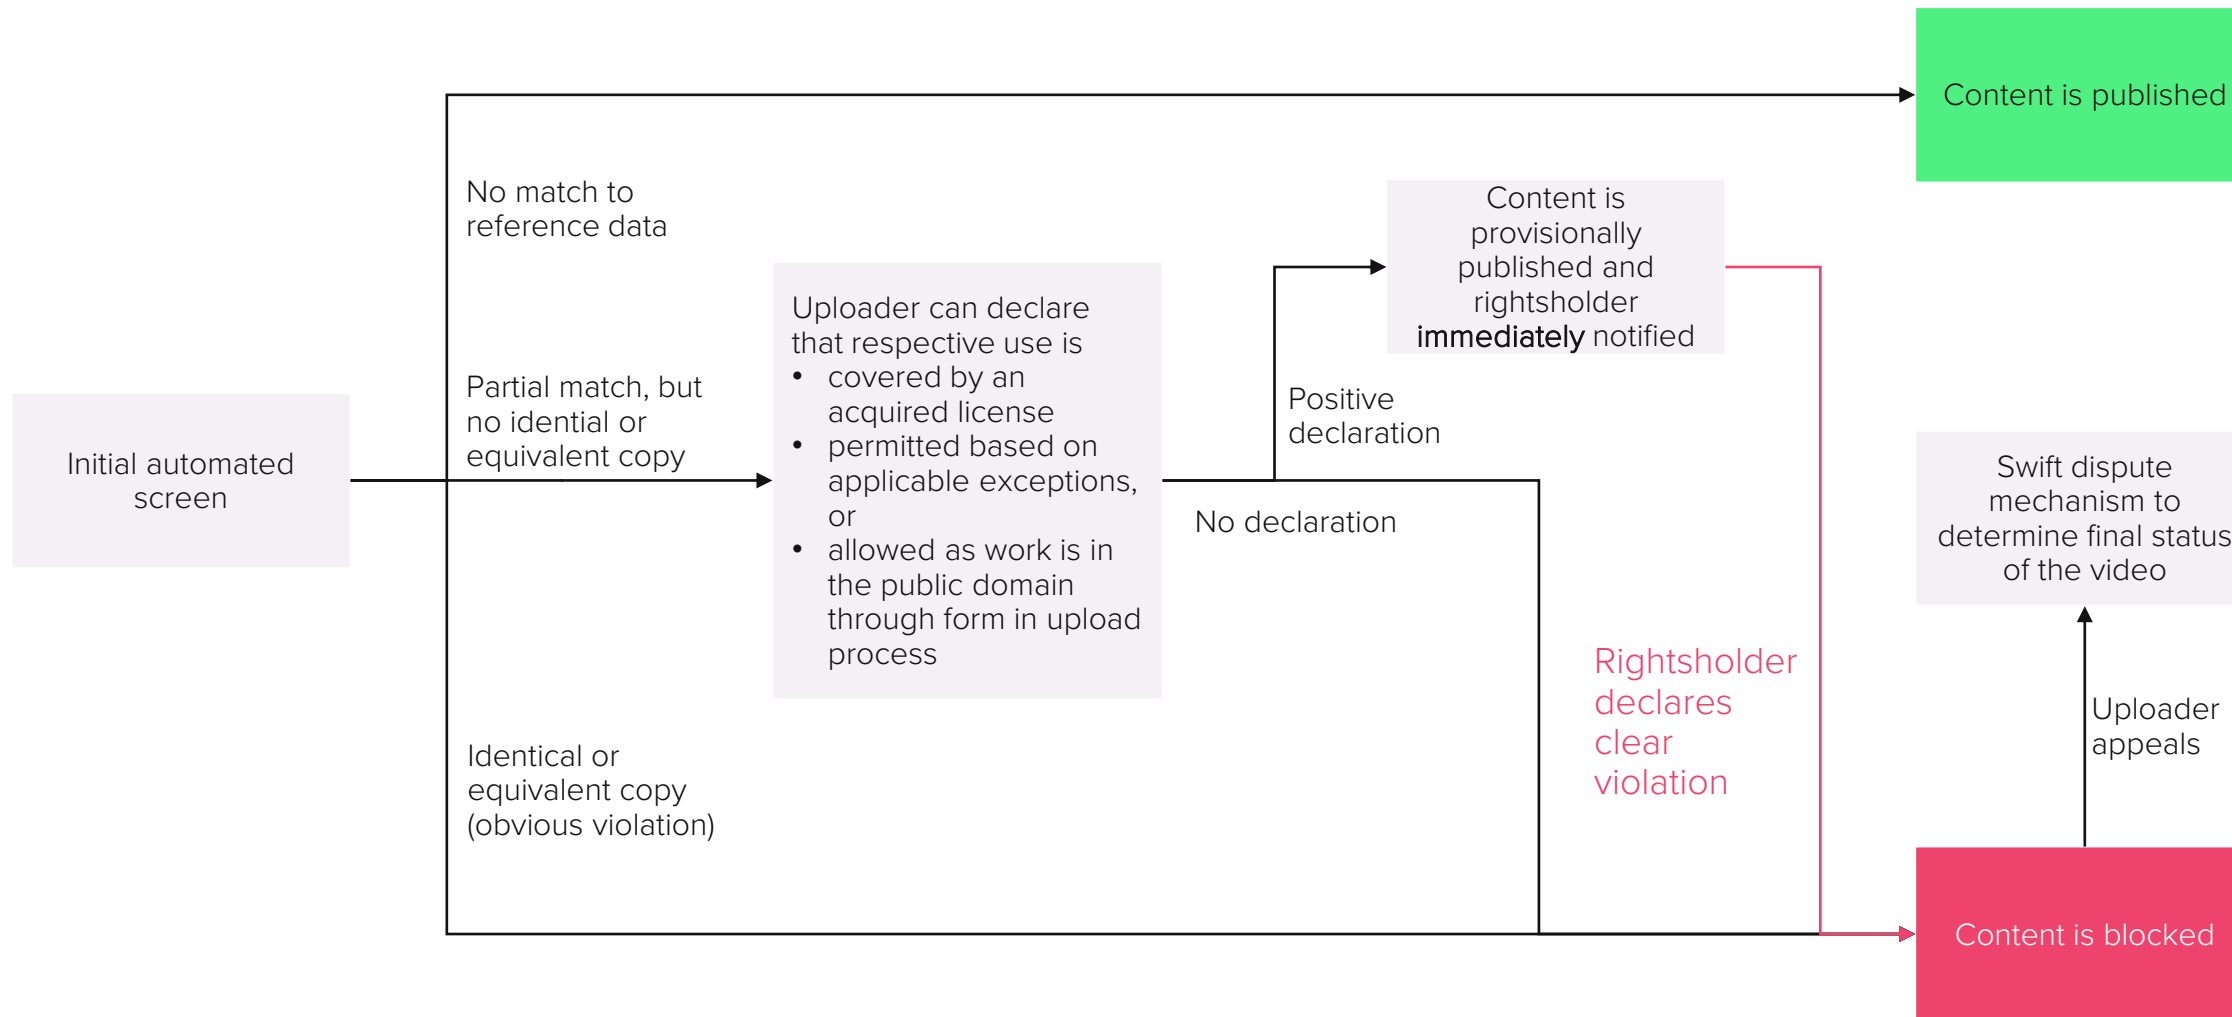 Content is published
No match to
reference data
Content is
provisionally
published and
rightsholder
immediately notified
Uploader can declare
that respective use is
• covered by an
acquired license
• permitted based on
applicable exceptions,
or
• allowed as work is in
the public domain
through form in upload
process
Partial match, but
no idential or
equivalent copy
Positive
declaration
Initial automated
screen
Swift dispute
mechanism to
determine final status
of the video
No declaration
Rightsholder
declares
clear
violation
Uploader
appeals
Identical or
equivalent copy
(obvious violation)
Content is blocked